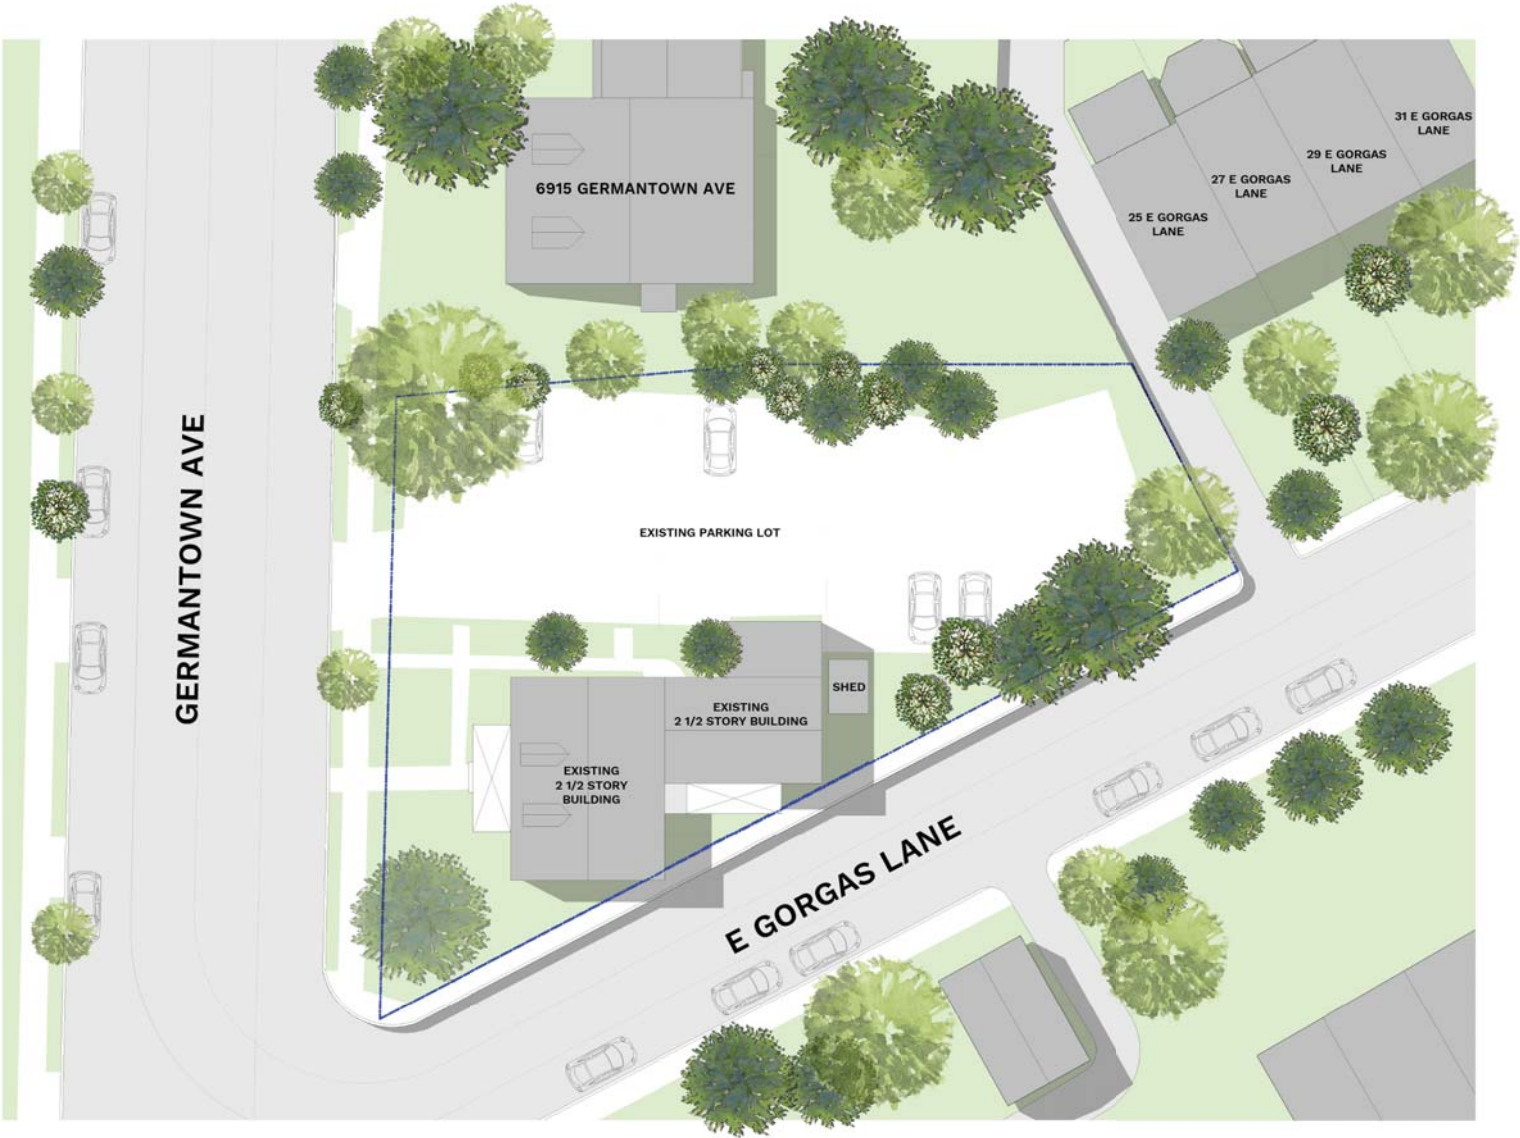 31 E GORGAS
LANE
29 E GORGAS
LANE
27 E GORGAS
LANE
25 E GORGAS
LANE
6915 GERMANTOWN AVE
GERMANTOWN AVE
EXISTING PARKING LOT
SHED
EXISTING
2 1/2 STORY BUILDING
EXISTING
2 1/2 STORY
BUILDING
E GORGAS LANE